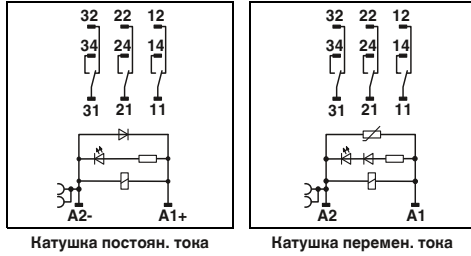 32 22 12 32 22 12
34 24 14 34 24 14
31 21 11 31 21 11
A2- A1+ A2 A1
Катушка постоян. тока Катушка перемен. тока